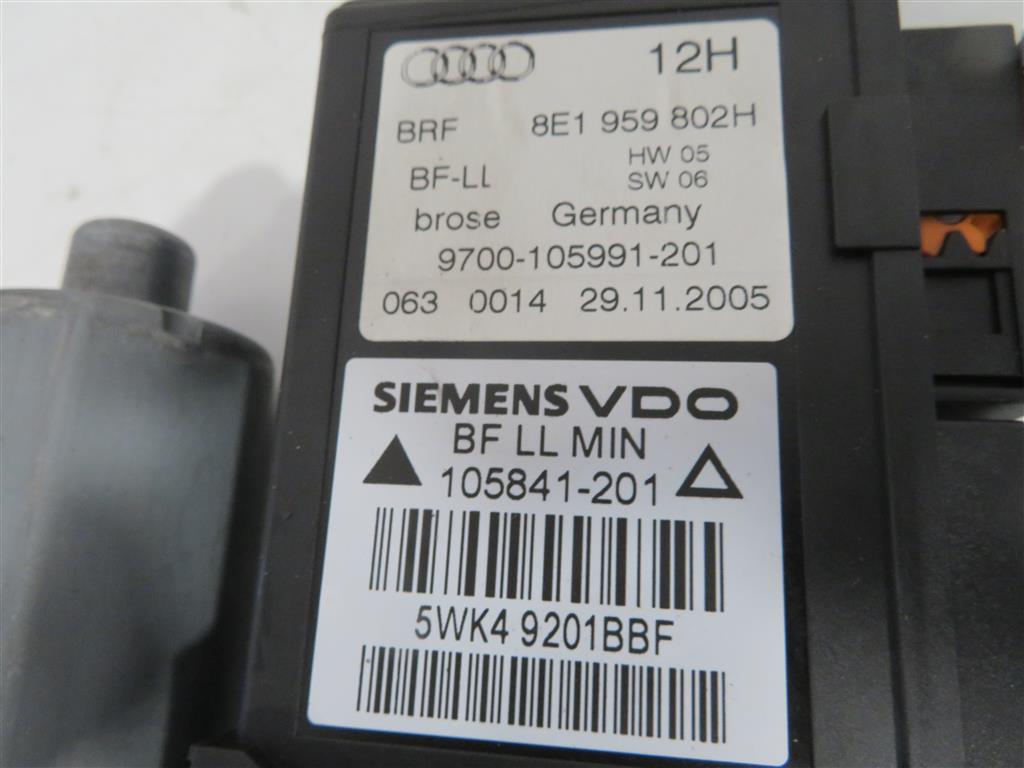 12H
BRF 8E1 959 802H
HW 05
BF-LL SW 06
brose Germany
9700-105991-201
063 0014 29.11.2005
SIEMENS VDO
BF LL MIN
105841-201
5WK4 9201BBF